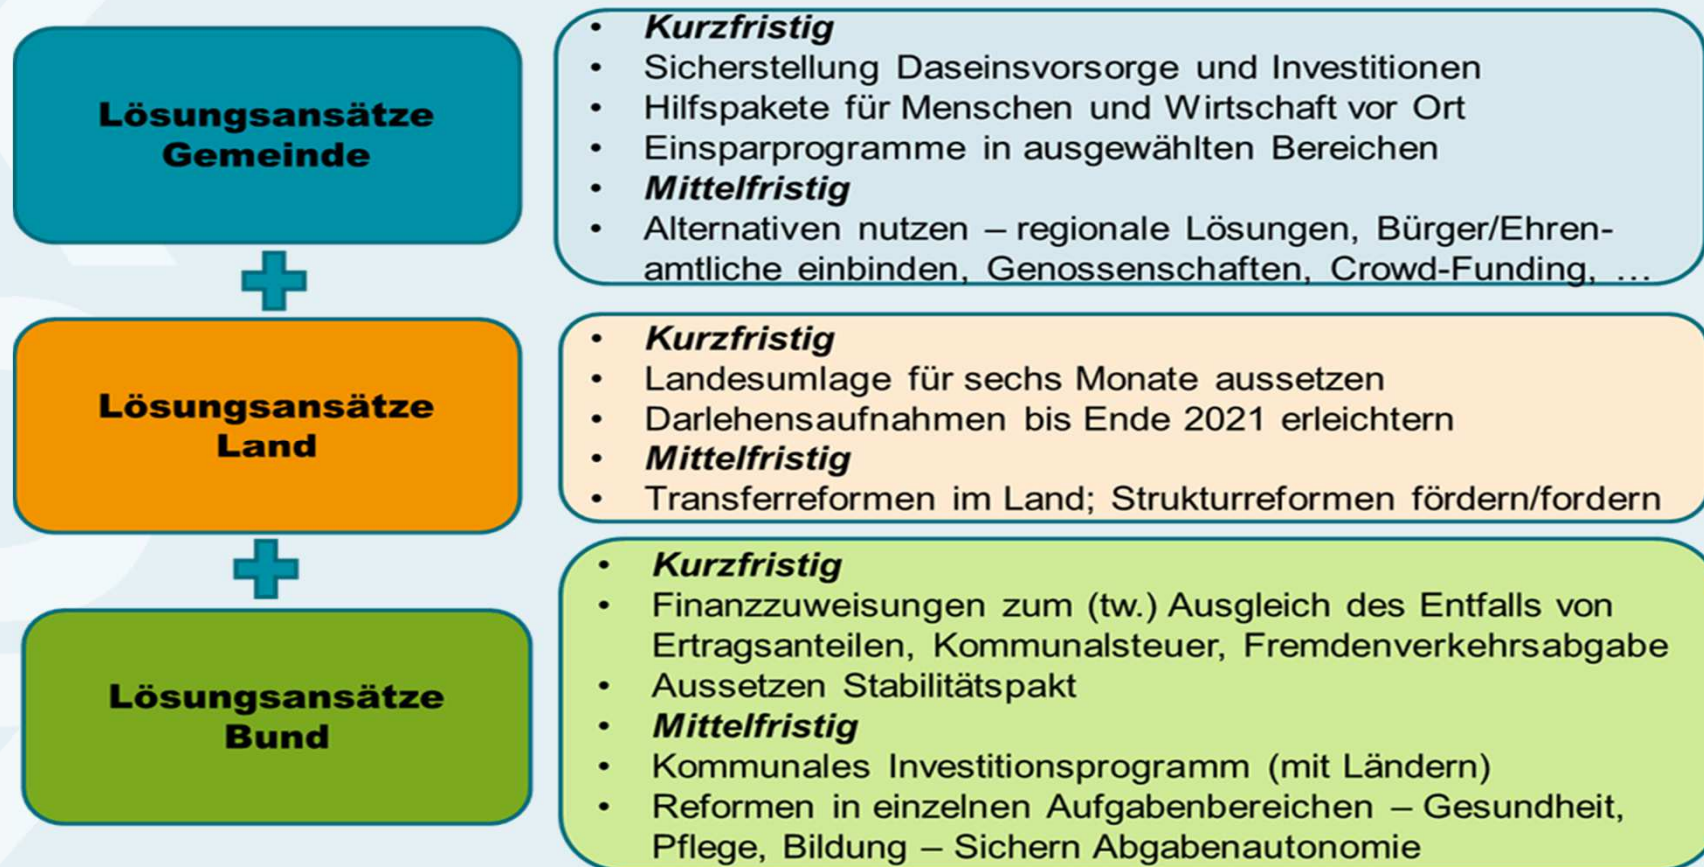 Lösungsansätze
Gemeinde
• Kurzfristig
• Sicherstellung Daseinsvorsorge und Investitionen
• Hilfspakete für Menschen und Wirtschaft vor Ort
• Einsparprogramme in ausgewählten Bereichen
• Mittelfristig
• Alternativen nutzen – regionale Lösungen, Bürger/Ehren-
amtliche einbinden, Genossenschaften, Crowd-Funding, …
Lösungsansätze
Land
• Kurzfristig
• Landesumlage für sechs Monate aussetzen
• Darlehensaufnahmen bis Ende 2021 erleichtern
• Mittelfristig
• Transferreformen im Land; Strukturreformen fördern/fordern
Lösungsansätze
Bund
• Kurzfristig
• Finanzzuweisungen zum (tw.) Ausgleich des Entfalls von
Ertragsanteilen, Kommunalsteuer, Fremdenverkehrsabgabe
• Aussetzen Stabilitätspakt
• Mittelfristig
• Kommunales Investitionsprogramm (mit Ländern)
• Reformen in einzelnen Aufgabenbereichen – Gesundheit,
Pflege, Bildung – Sichern Abgabenautonomie